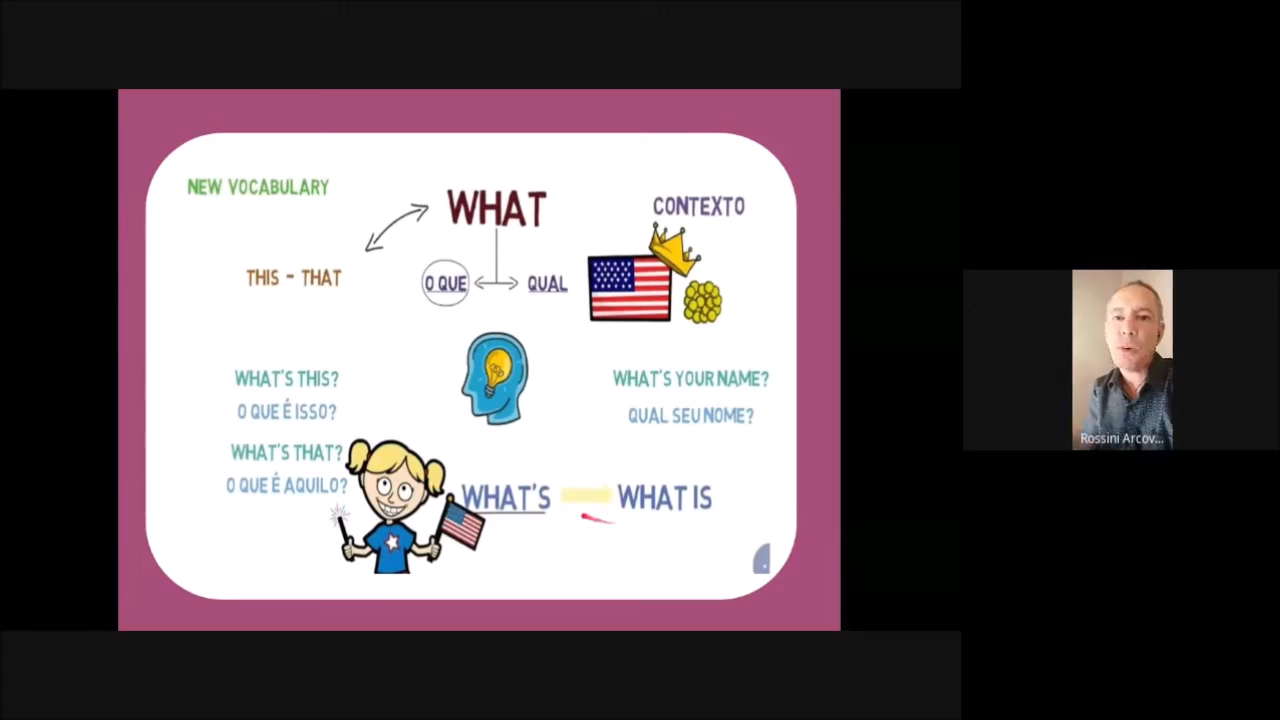 NEW VOCABULARY
WHAT
CONTEXTO
THIS - THAT
O QUE
QUAL
WHAT'S THIS?
O QUE É ISSO?
WHAT'S YOUR NAME?
QUAL SEU NOME?
WHAT'S THAT?
O QUE É AQUILO?
WHAT'S
WHAT IS
Rossini Arcov...